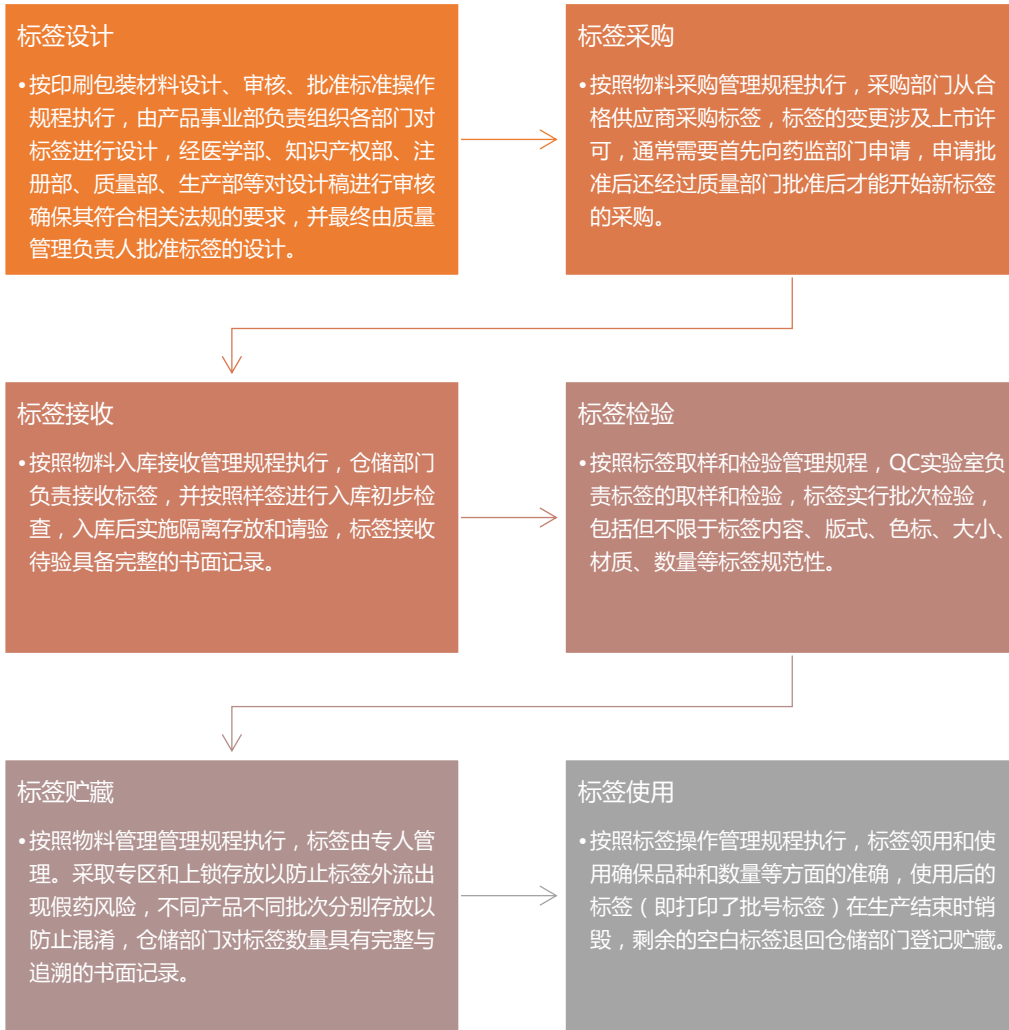 标签设计
•按印刷包装材料设计、审核、批准标准操作
规程执行，由产品事业部负责组织各部门对
标签进行设计，经医学部、知识产权部、注
册部、质量部、生产部等对设计稿进行审核
确保其符合相关法规的要求，并最终由质量
管理负责人批准标签的设计。
标签采购
•按照物料采购管理规程执行，采购部门从合
格供应商采购标签，标签的变更涉及上市许
可，通常需要首先向药监部门申请，申请批
准后还经过质量部门批准后才能开始新标签
的采购。
标签接收
•按照物料入库接收管理规程执行，仓储部门
负责接收标签，并按照样签进行入库初步检
查，入库后实施隔离存放和请验，标签接收
待验具备完整的书面记录。
标签检验
•按照标签取样和检验管理规程，QC实验室负
责标签的取样和检验，标签实行批次检验，
包括但不限于标签内容、版式、色标、大小、
材质、数量等标签规范性。
标签贮藏
•按照物料管理管理规程执行，标签由专人管
理。采取专区和上锁存放以防止标签外流出
现假药风险，不同产品不同批次分别存放以
防止混淆，仓储部门对标签数量具有完整与
追溯的书面记录。
标签使用
•按照标签操作管理规程执行，标签领用和使
用确保品种和数量等方面的准确，使用后的
标签（即打印了批号标签）在生产结束时销
毁，剩余的空白标签退回仓储部门登记贮藏。